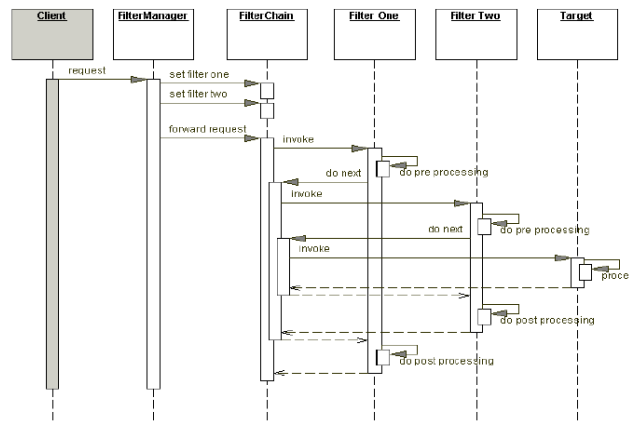 Client FilterManager FilterChain Filter One Filter Two Target
request
set filter one
set filter two
forward request
invoke
do next
do pre processing
invoke
do next
do pre processing
invoke
proce
do post processing
do post processing